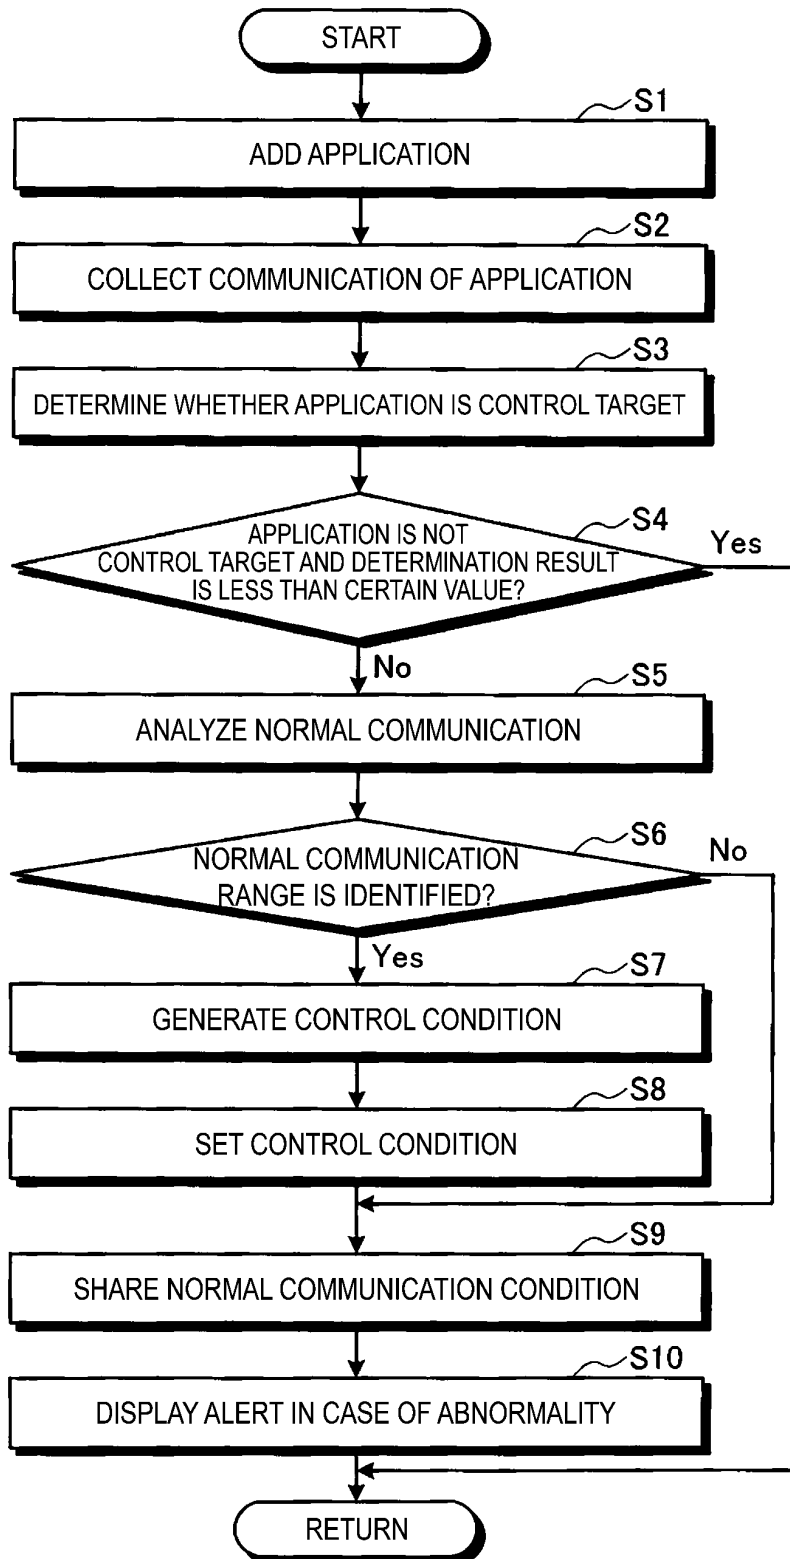 START
S1
ADD APPLICATION
S2
COLLECT COMMUNICATION OF APPLICATION
S3
DETERMINE WHETHER APPLICATION IS CONTROL TARGET
S4
APPLICATION IS NOT
CONTROL TARGET AND DETERMINATION RESULT
IS LESS THAN CERTAIN VALUE?
Yes
No
S5
ANALYZE NORMAL COMMUNICATION
S6
NORMAL COMMUNICATION
RANGE IS IDENTIFIED?
No
Yes
S7
GENERATE CONTROL CONDITION
S8
SET CONTROL CONDITION
S9
SHARE NORMAL COMMUNICATION CONDITION
S10
DISPLAY ALERT IN CASE OF ABNORMALITY
RETURN